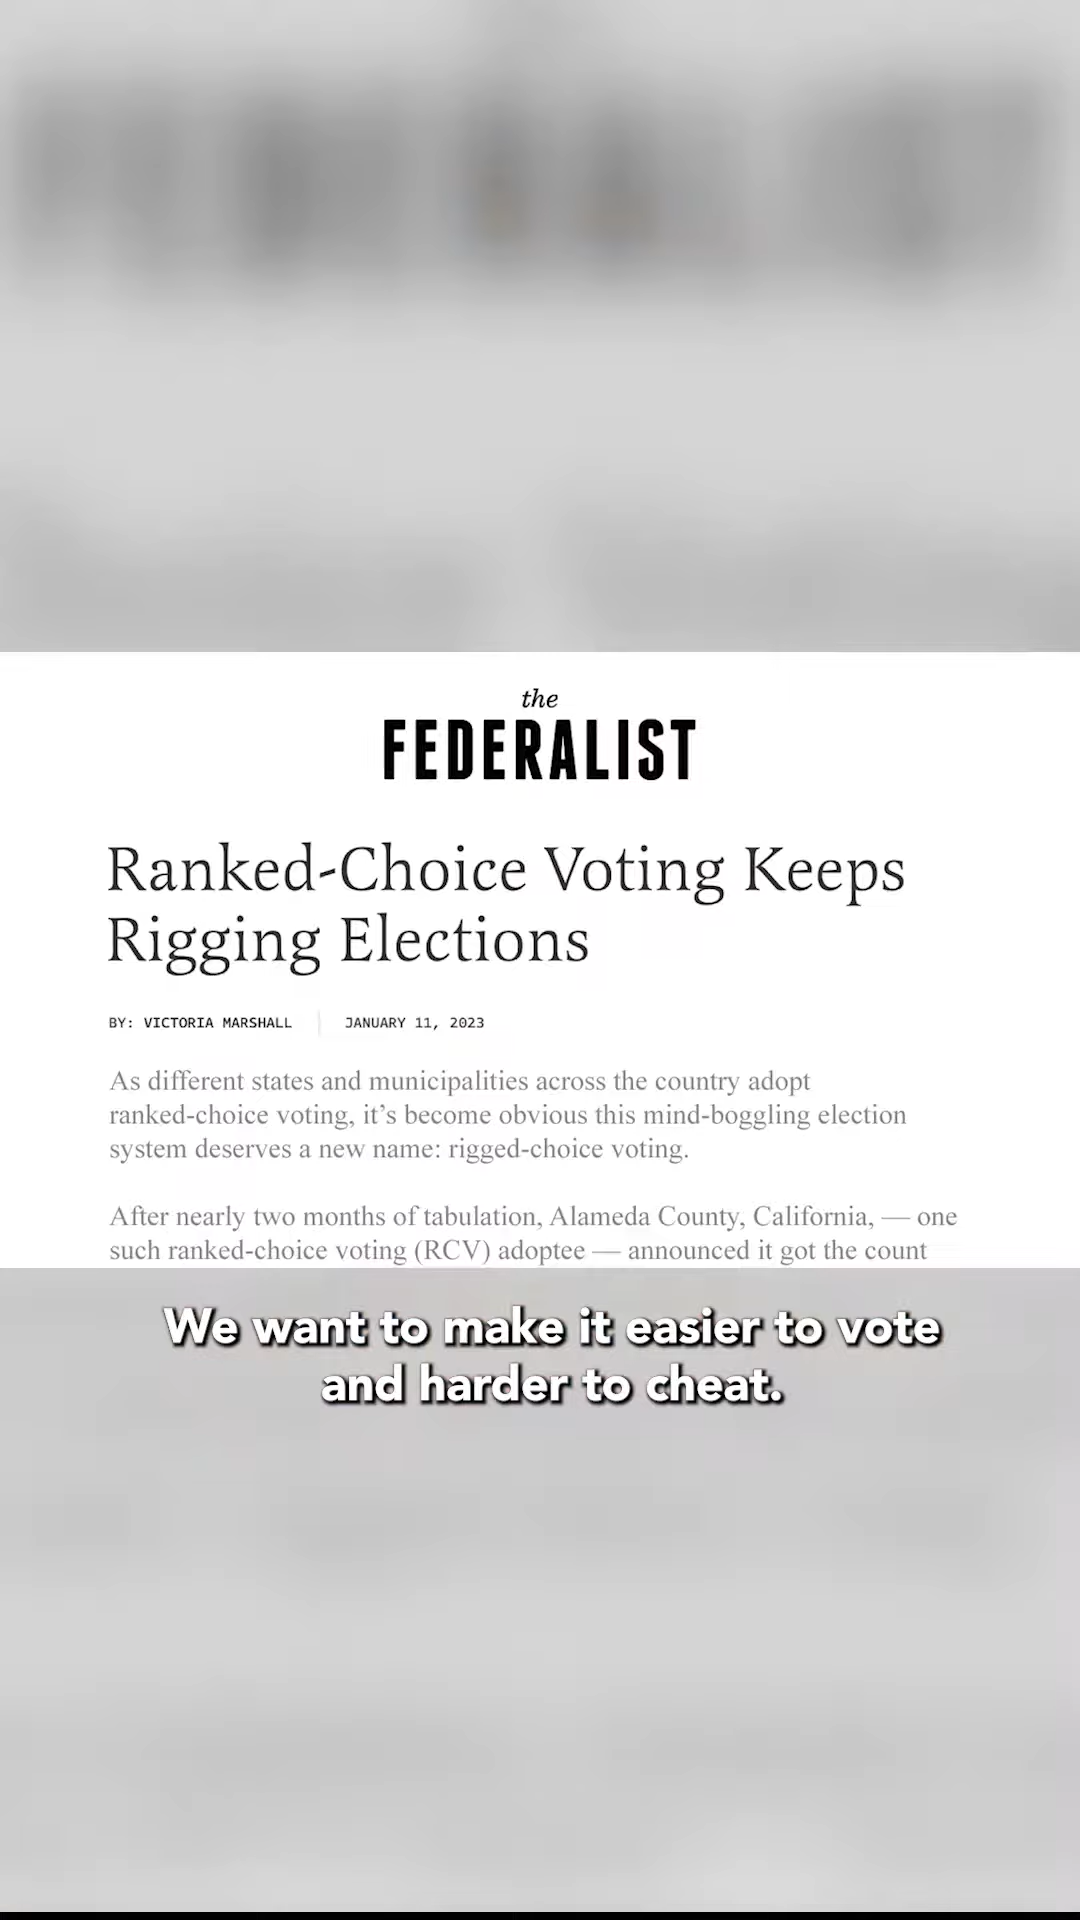 the
FEDERALIST
Ranked-Choice Voting Keeps
Rigging Elections
BY: VICTORIA MARSHALL JANUARY 11, 2023
As different states and municipalities across the country adopt
ranked-choice voting, it’s become obvious this mind-boggling election
system deserves a new name: rigged-choice voting.
After nearly two months of tabulation, Alameda County, California, — one
such ranked-choice voting (RCV) adoptee — announced it got the count
We want to make it easier to vote
and harder to cheat.